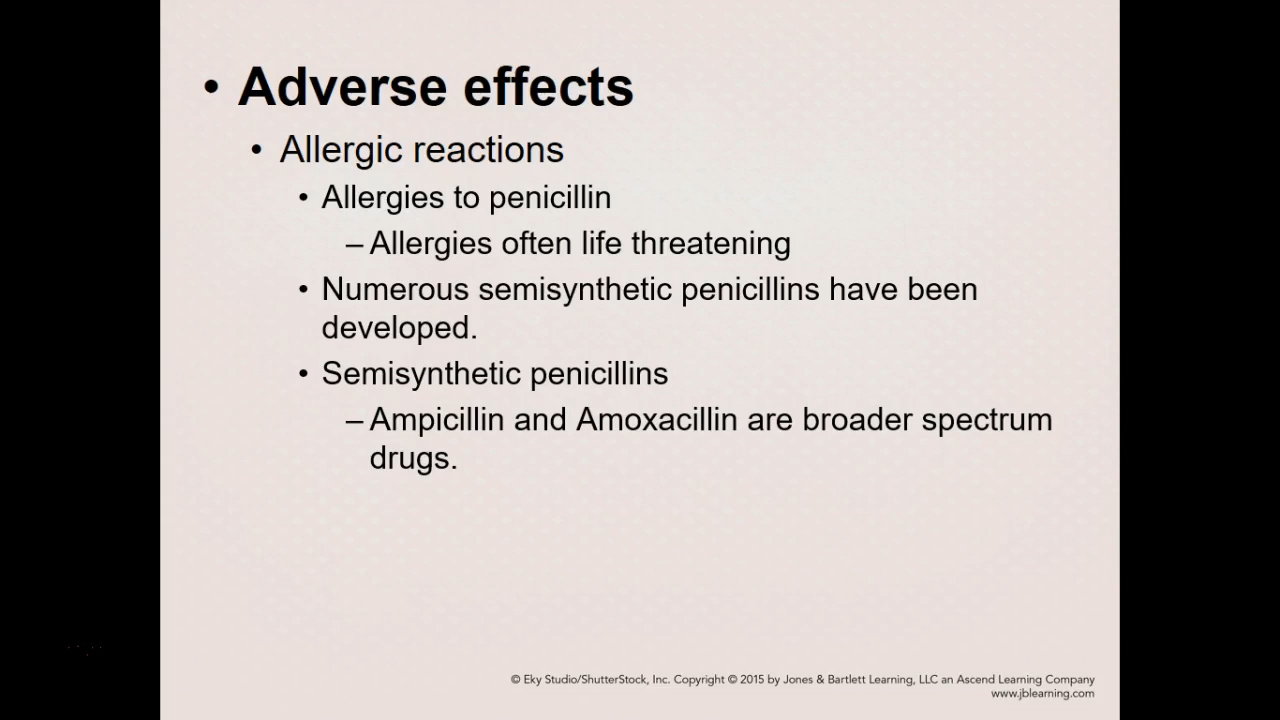 • Adverse effects
• Allergic reactions
• Allergies to penicillin
– Allergies often life threatening
• Numerous semisynthetic penicillins have been
developed.
• Semisynthetic penicillins
– Ampicillin and Amoxacillin are broader spectrum
drugs.
© Eky Studio/ShutterStock, Inc. Copyright © 2015 by Jones & Bartlett Learning, LLC an Ascend Learning Company
www.jblearning.com